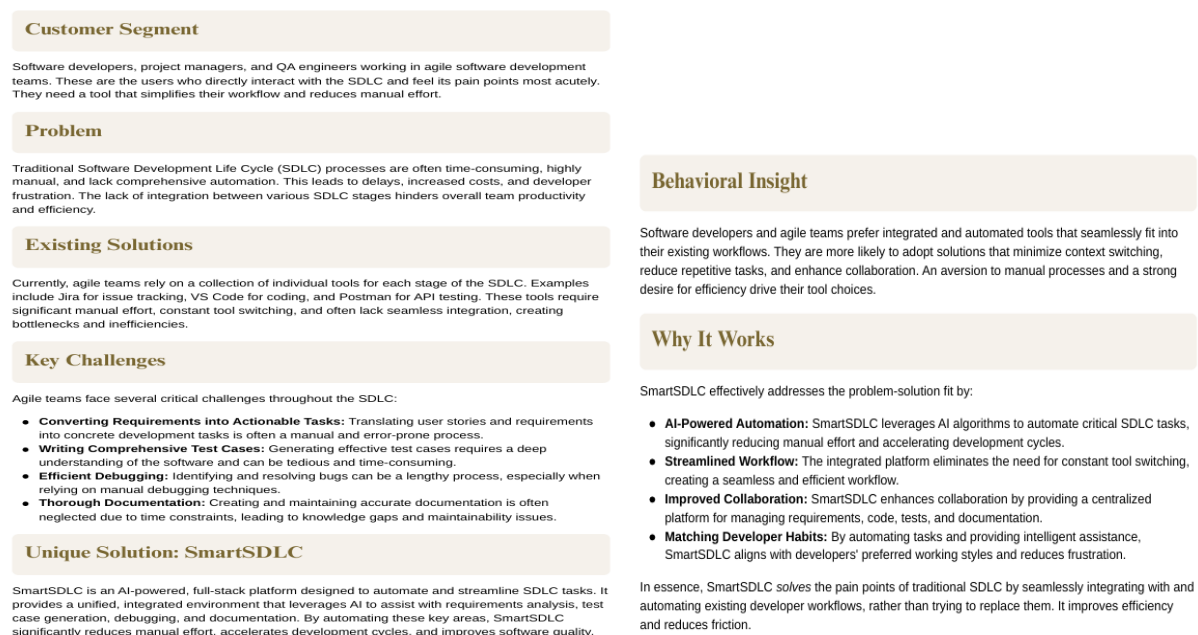 Customer Segment
Software developers, project managers, and QA engineers working in agile software development
teams. These are the users who directly interact with the SDLC and feel its pain points most acutely.
They need a tool that simplifies their workflow and reduces manual effort.
Problem
Traditional Software Development Life Cycle (SDLC) processes are often time-consuming, highly
manual, and lack comprehensive automation. This leads to delays, increased costs, and developer
frustration. The lack of integration between various SDLC stages hinders overall team productivity
and efficiency.
Existing Solutions
Currently, agile teams rely on a collection of individual tools for each stage of the SDLC. Examples
include Jira for issue tracking, VS Code for coding, and Postman for API testing. These tools require
significant manual effort, constant tool switching, and often lack seamless integration, creating
bottlenecks and inefficiencies.
Key Challenges
Agile teams face several critical challenges throughout the SDLC:
● Converting Requirements into Actionable Tasks: Translating user stories and requirements
into concrete development tasks is often a manual and error-prone process.
● Writing Comprehensive Test Cases: Generating effective test cases requires a deep
understanding of the software and can be tedious and time-consuming.
● Efficient Debugging: Identifying and resolving bugs can be a lengthy process, especially when
relying on manual debugging techniques.
● Thorough Documentation: Creating and maintaining accurate documentation is often
neglected due to time constraints, leading to knowledge gaps and maintainability issues.
Unique Solution: SmartSDLC
SmartSDLC is an AI-powered, full-stack platform designed to automate and streamline SDLC tasks. It
provides a unified, integrated environment that leverages AI to assist with requirements analysis, test
case generation, debugging, and documentation. By automating these key areas, SmartSDLC
significantly reduces manual effort, accelerates development cycles, and improves software quality.
Behavioral Insight
Software developers and agile teams prefer integrated and automated tools that seamlessly fit into
their existing workflows. They are more likely to adopt solutions that minimize context switching,
reduce repetitive tasks, and enhance collaboration. An aversion to manual processes and a strong
desire for efficiency drive their tool choices.
Why It Works
SmartSDLC effectively addresses the problem-solution fit by:
● AI-Powered Automation: SmartSDLC leverages AI algorithms to automate critical SDLC tasks,
significantly reducing manual effort and accelerating development cycles.
● Streamlined Workflow: The integrated platform eliminates the need for constant tool switching,
creating a seamless and efficient workflow.
● Improved Collaboration: SmartSDLC enhances collaboration by providing a centralized
platform for managing requirements, code, tests, and documentation.
● Matching Developer Habits: By automating tasks and providing intelligent assistance,
SmartSDLC aligns with developers' preferred working styles and reduces frustration.
In essence, SmartSDLC solves the pain points of traditional SDLC by seamlessly integrating with and
automating existing developer workflows, rather than trying to replace them. It improves efficiency
and reduces friction.